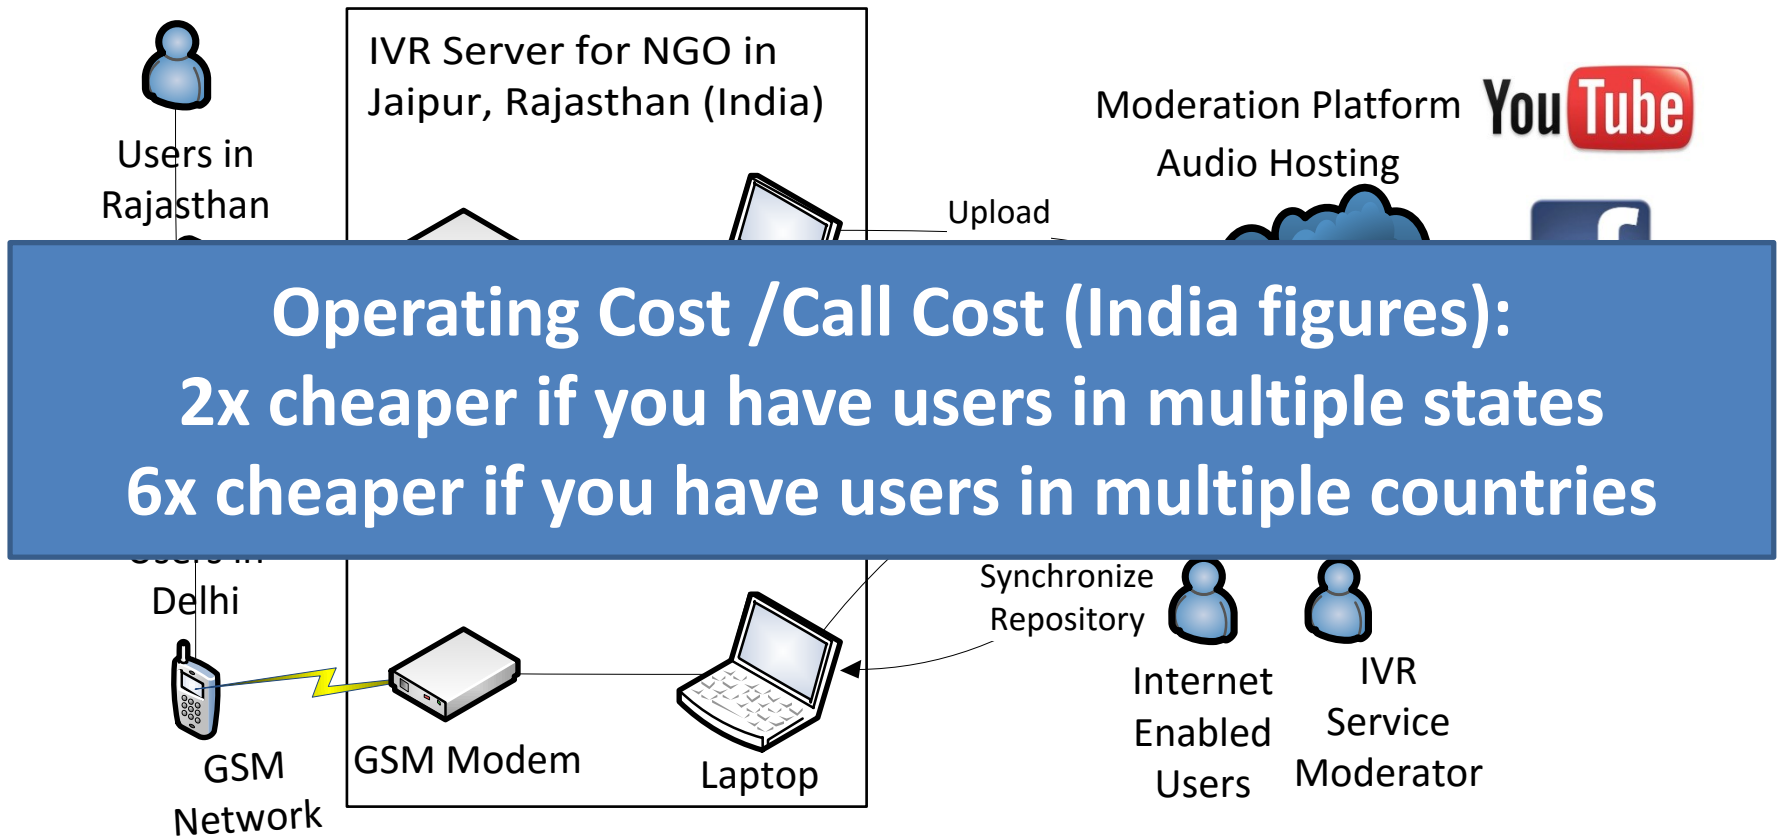 IVR Server for NGO in
Jaipur, Rajasthan (India)
Users in
Rajasthan
Moderation Platform
Audio Hosting
YouTube
f
Upload
Operating Cost /Call Cost (India figures):
2x cheaper if you have users in multiple states
6x cheaper if you have users in multiple countries
Users in
Delhi
Synchronize
Repository
GSM
Network
GSM Modem
Laptop
Internet
Enabled
Users
IVR
Service
Moderator